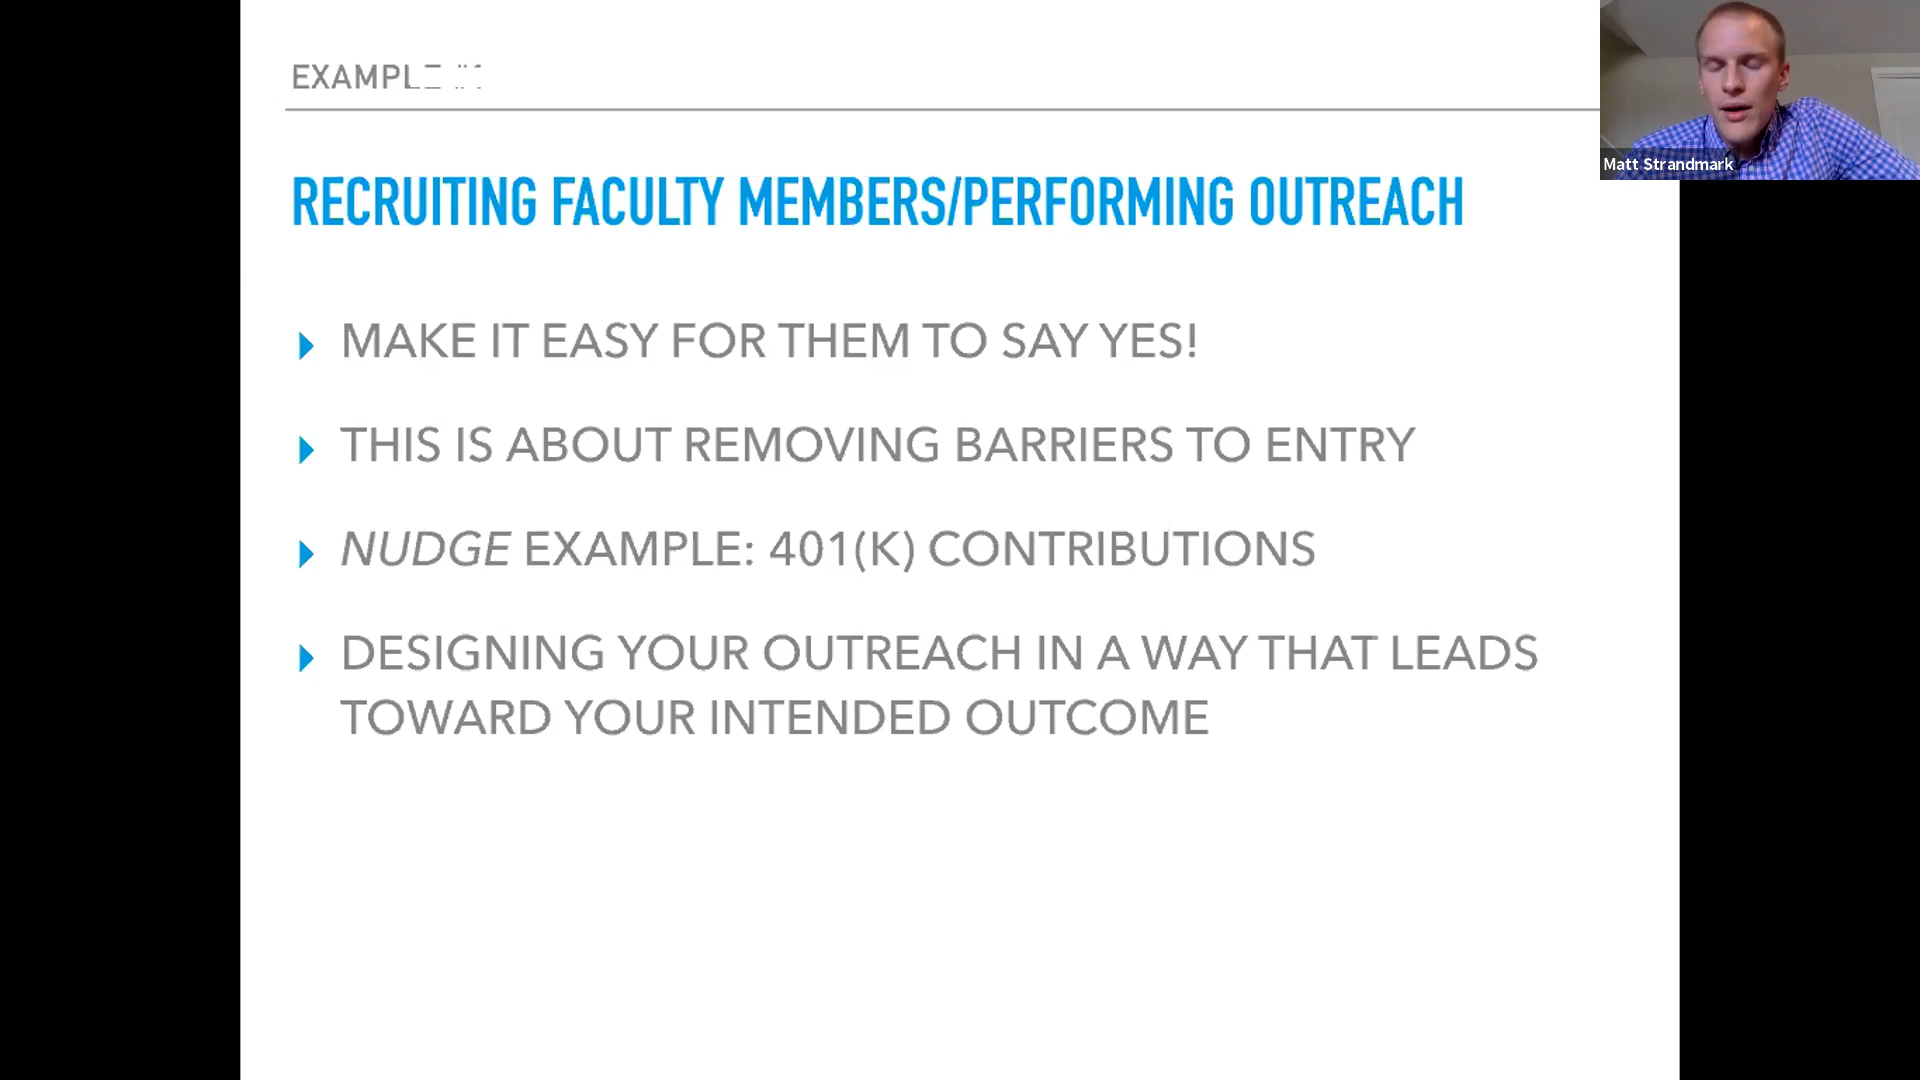 EXAMPLE #1
RECRUITING FACULTY MEMBERS/PERFORMING OUTREACH
MAKE IT EASY FOR THEM TO SAY YES!
THIS IS ABOUT REMOVING BARRIERS TO ENTRY
NUDGE EXAMPLE: 401(K) CONTRIBUTIONS
DESIGNING YOUR OUTREACH IN A WAY THAT LEADS
TOWARD YOUR INTENDED OUTCOME
Matt Strandmark